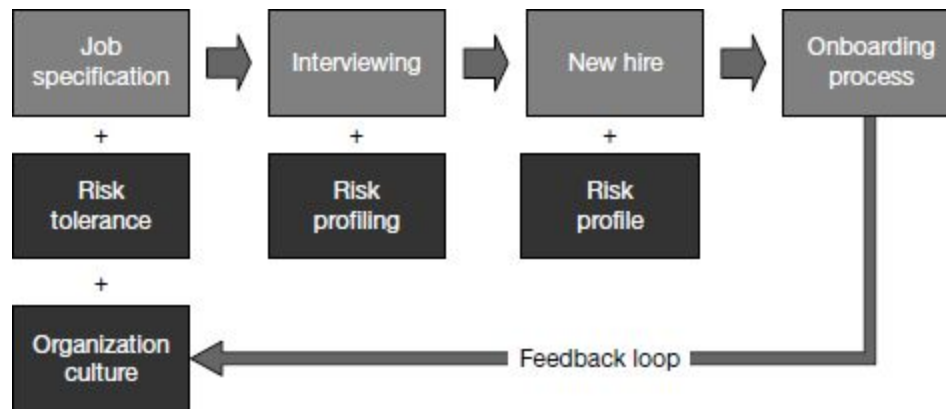 Job
specification
Interviewing
New hire
Onboarding
process
+
+
+
Risk
tolerance
Risk
profiling
Risk
profile
+
Organization
culture
Feedback loop